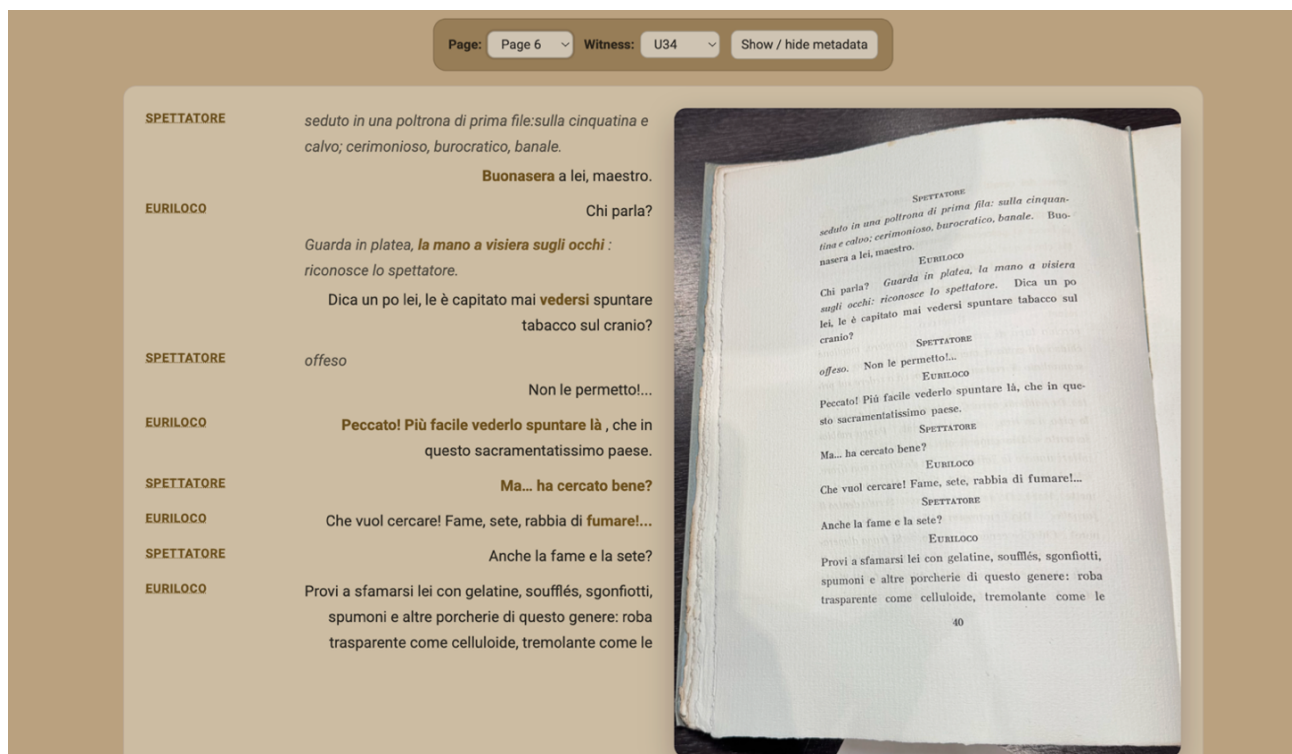 Page: Page 6 Witness: U34 Show / hide metadata
SPETTATORE
seduto in una poltrona di prima file:sulla cinquatina e
calvo; cerimonioso, burocratico, banale.
Buonasera a lei, maestro.
EURILOCO
Chi parla?
Guarda in platea, la mano a visiera sugli occhi :
riconosce lo spettatore.
Dica un po lei, le è capitato mai vedersi spuntare
tabacco sul cranio?
SPETTATORE
offeso
Non le permetto!...
EURILOCO
Peccato! Più facile vederlo spuntare là , che in
questo sacramentatissimo paese.
SPETTATORE
Ma... ha cercato bene?
EURILOCO
Che vuol cercare! Fame, sete, rabbia di fumare!...
SPETTATORE
Anche la fame e la sete?
EURILOCO
Provi a sfamarsi lei con gelatine, soufflés, sgonfiotti,
spumoni e altre porcherie di questo genere: roba
trasparente come celluloide, tremolante come le
SPETTATORE
seduto in una poltrona di prima fila: sulla cinquan-
tina e calvo; cerimonioso, burocratico, banale. Buo-
nasera a lei, maestro.
EURILOCO
Chi parla? Guarda in platea, la mano a visiera
sugli occhi: riconosce lo spettatore. Dica un po
lei, le è capitato mai vedersi spuntare tabacco sul
cranio?
SPETTATORE
offeso. Non le permetto!...
EURILOCO
Peccato! Più facile vederlo spuntare là, che in que-
sto sacramentatissimo paese.
SPETTATORE
Ma... ha cercato bene?
EURILOCO
Che vuol cercare! Fame, sete, rabbia di fumare!...
SPETTATORE
Anche la fame e la sete?
EURILOCO
Provi a sfamarsi lei con gelatine, soufflés, sgonfiotti,
spumoni e altre porcherie di questo genere: roba
trasparente come celluloide, tremolante come le
40